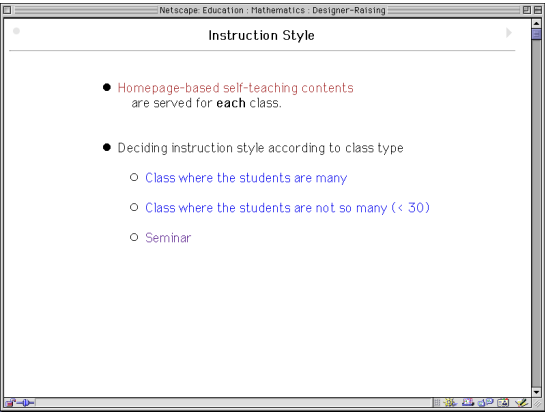 Netscape: Education : Mathematics : Designer-Raising
Instruction Style
Homepage-based self-teaching contents
are served for each class.
Deciding instruction style according to class type
Class where the students are many
Class where the students are not so many (< 30)
Seminar